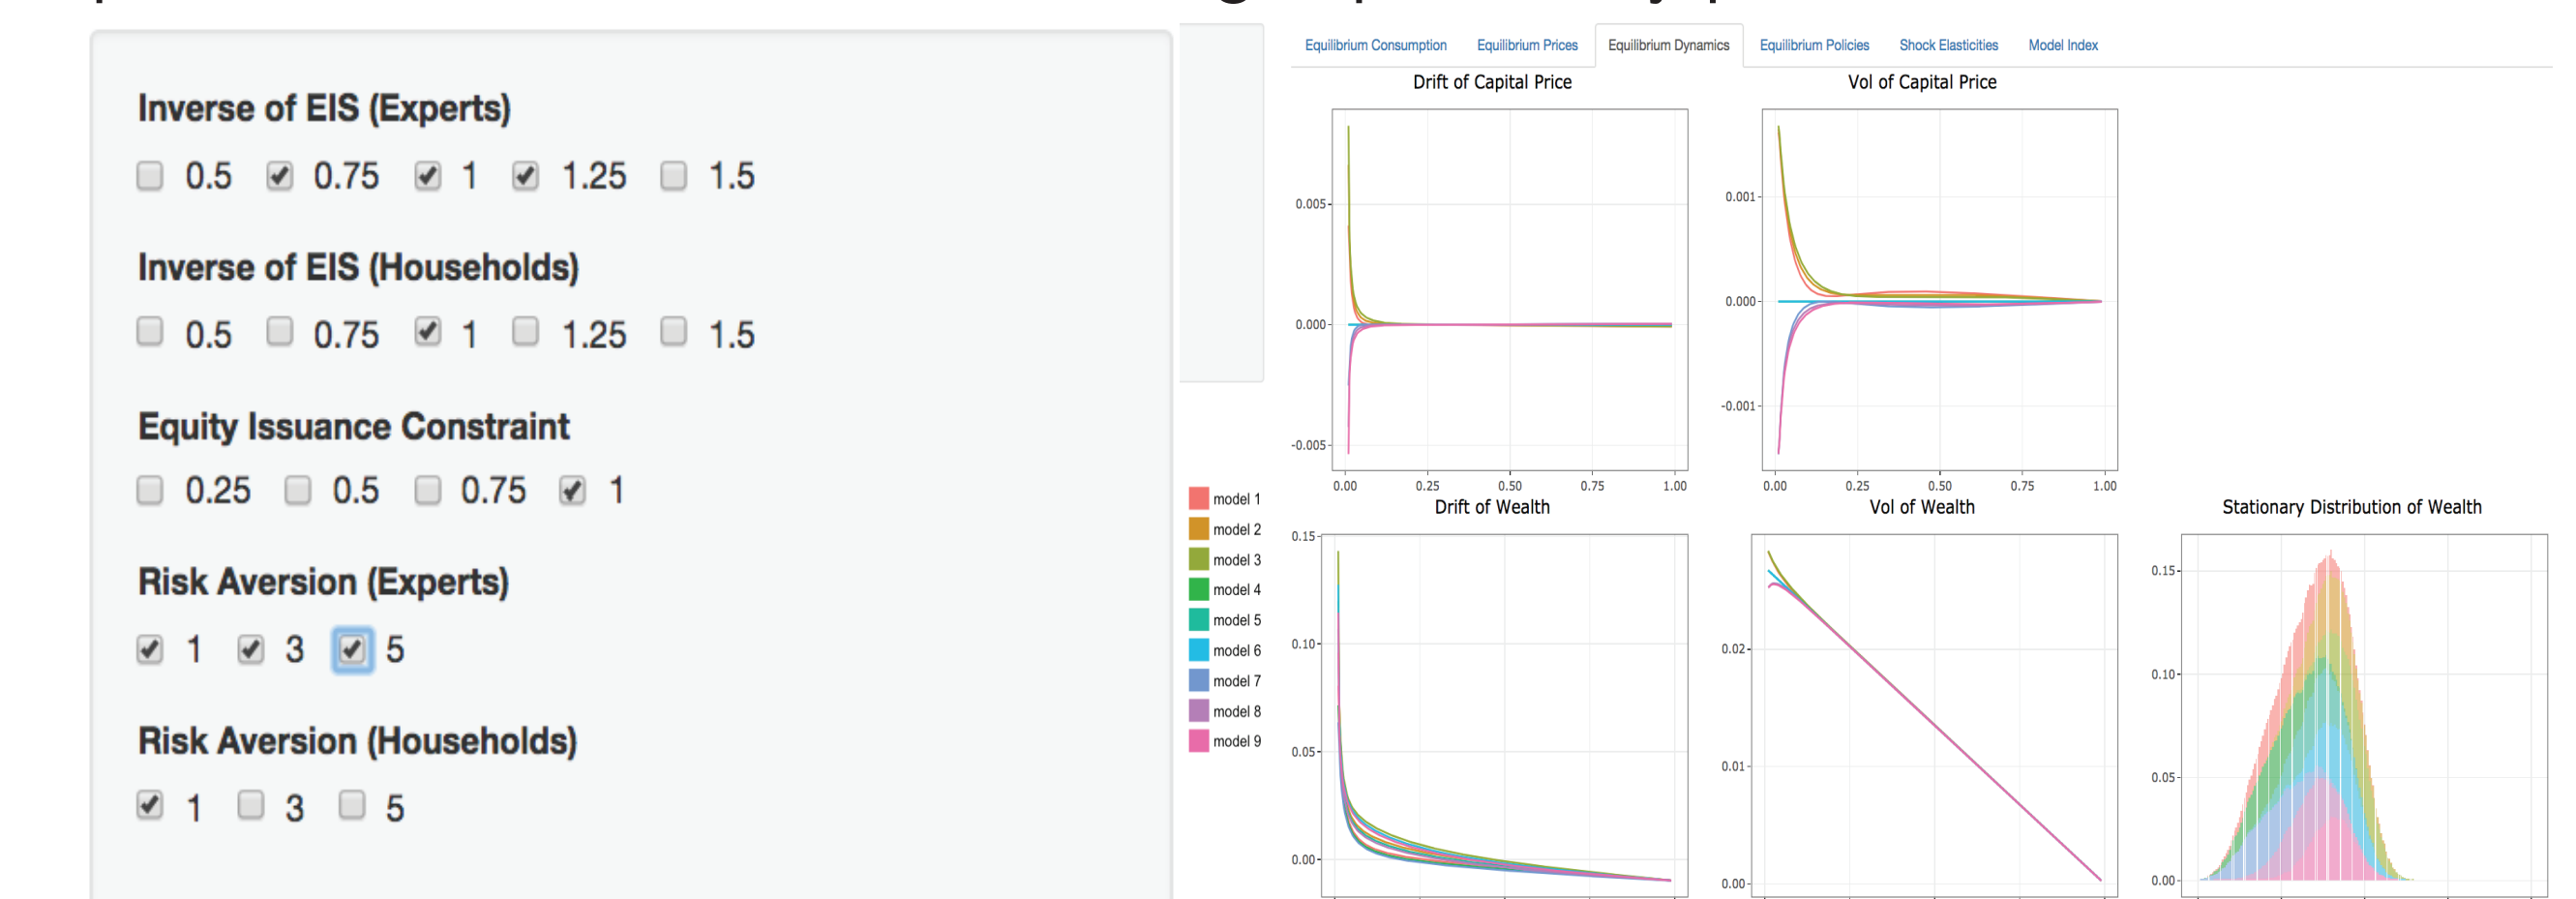 Inverse of EIS (Experts)
0.5 0.75 1 1.25 1.5
Inverse of EIS (Households)
0.5 0.75 1 1.25 1.5
Equity Issuance Constraint
0.25 0.5 0.75 1
Risk Aversion (Experts)
1 3 5
Risk Aversion (Households)
1 3 5
Equilibrium Consumption Equilibrium Prices Equilibrium Dynamics Equilibrium Policies Shock Elasticities Model Index
Drift of Capital Price
0.005
0.000
-0.005
0.00 0.25 0.50 0.75 1.00
Vol of Capital Price
0.001
0.000
-0.001
0.00 0.25 0.50 0.75 1.00
model 1
model 2
model 3
model 4
model 5
model 6
model 7
model 8
model 9
Drift of Wealth
0.15
0.10
0.05
0.00
Vol of Wealth
0.02
0.01
0.00
Stationary Distribution of Wealth
0.15
0.10
0.05
0.00